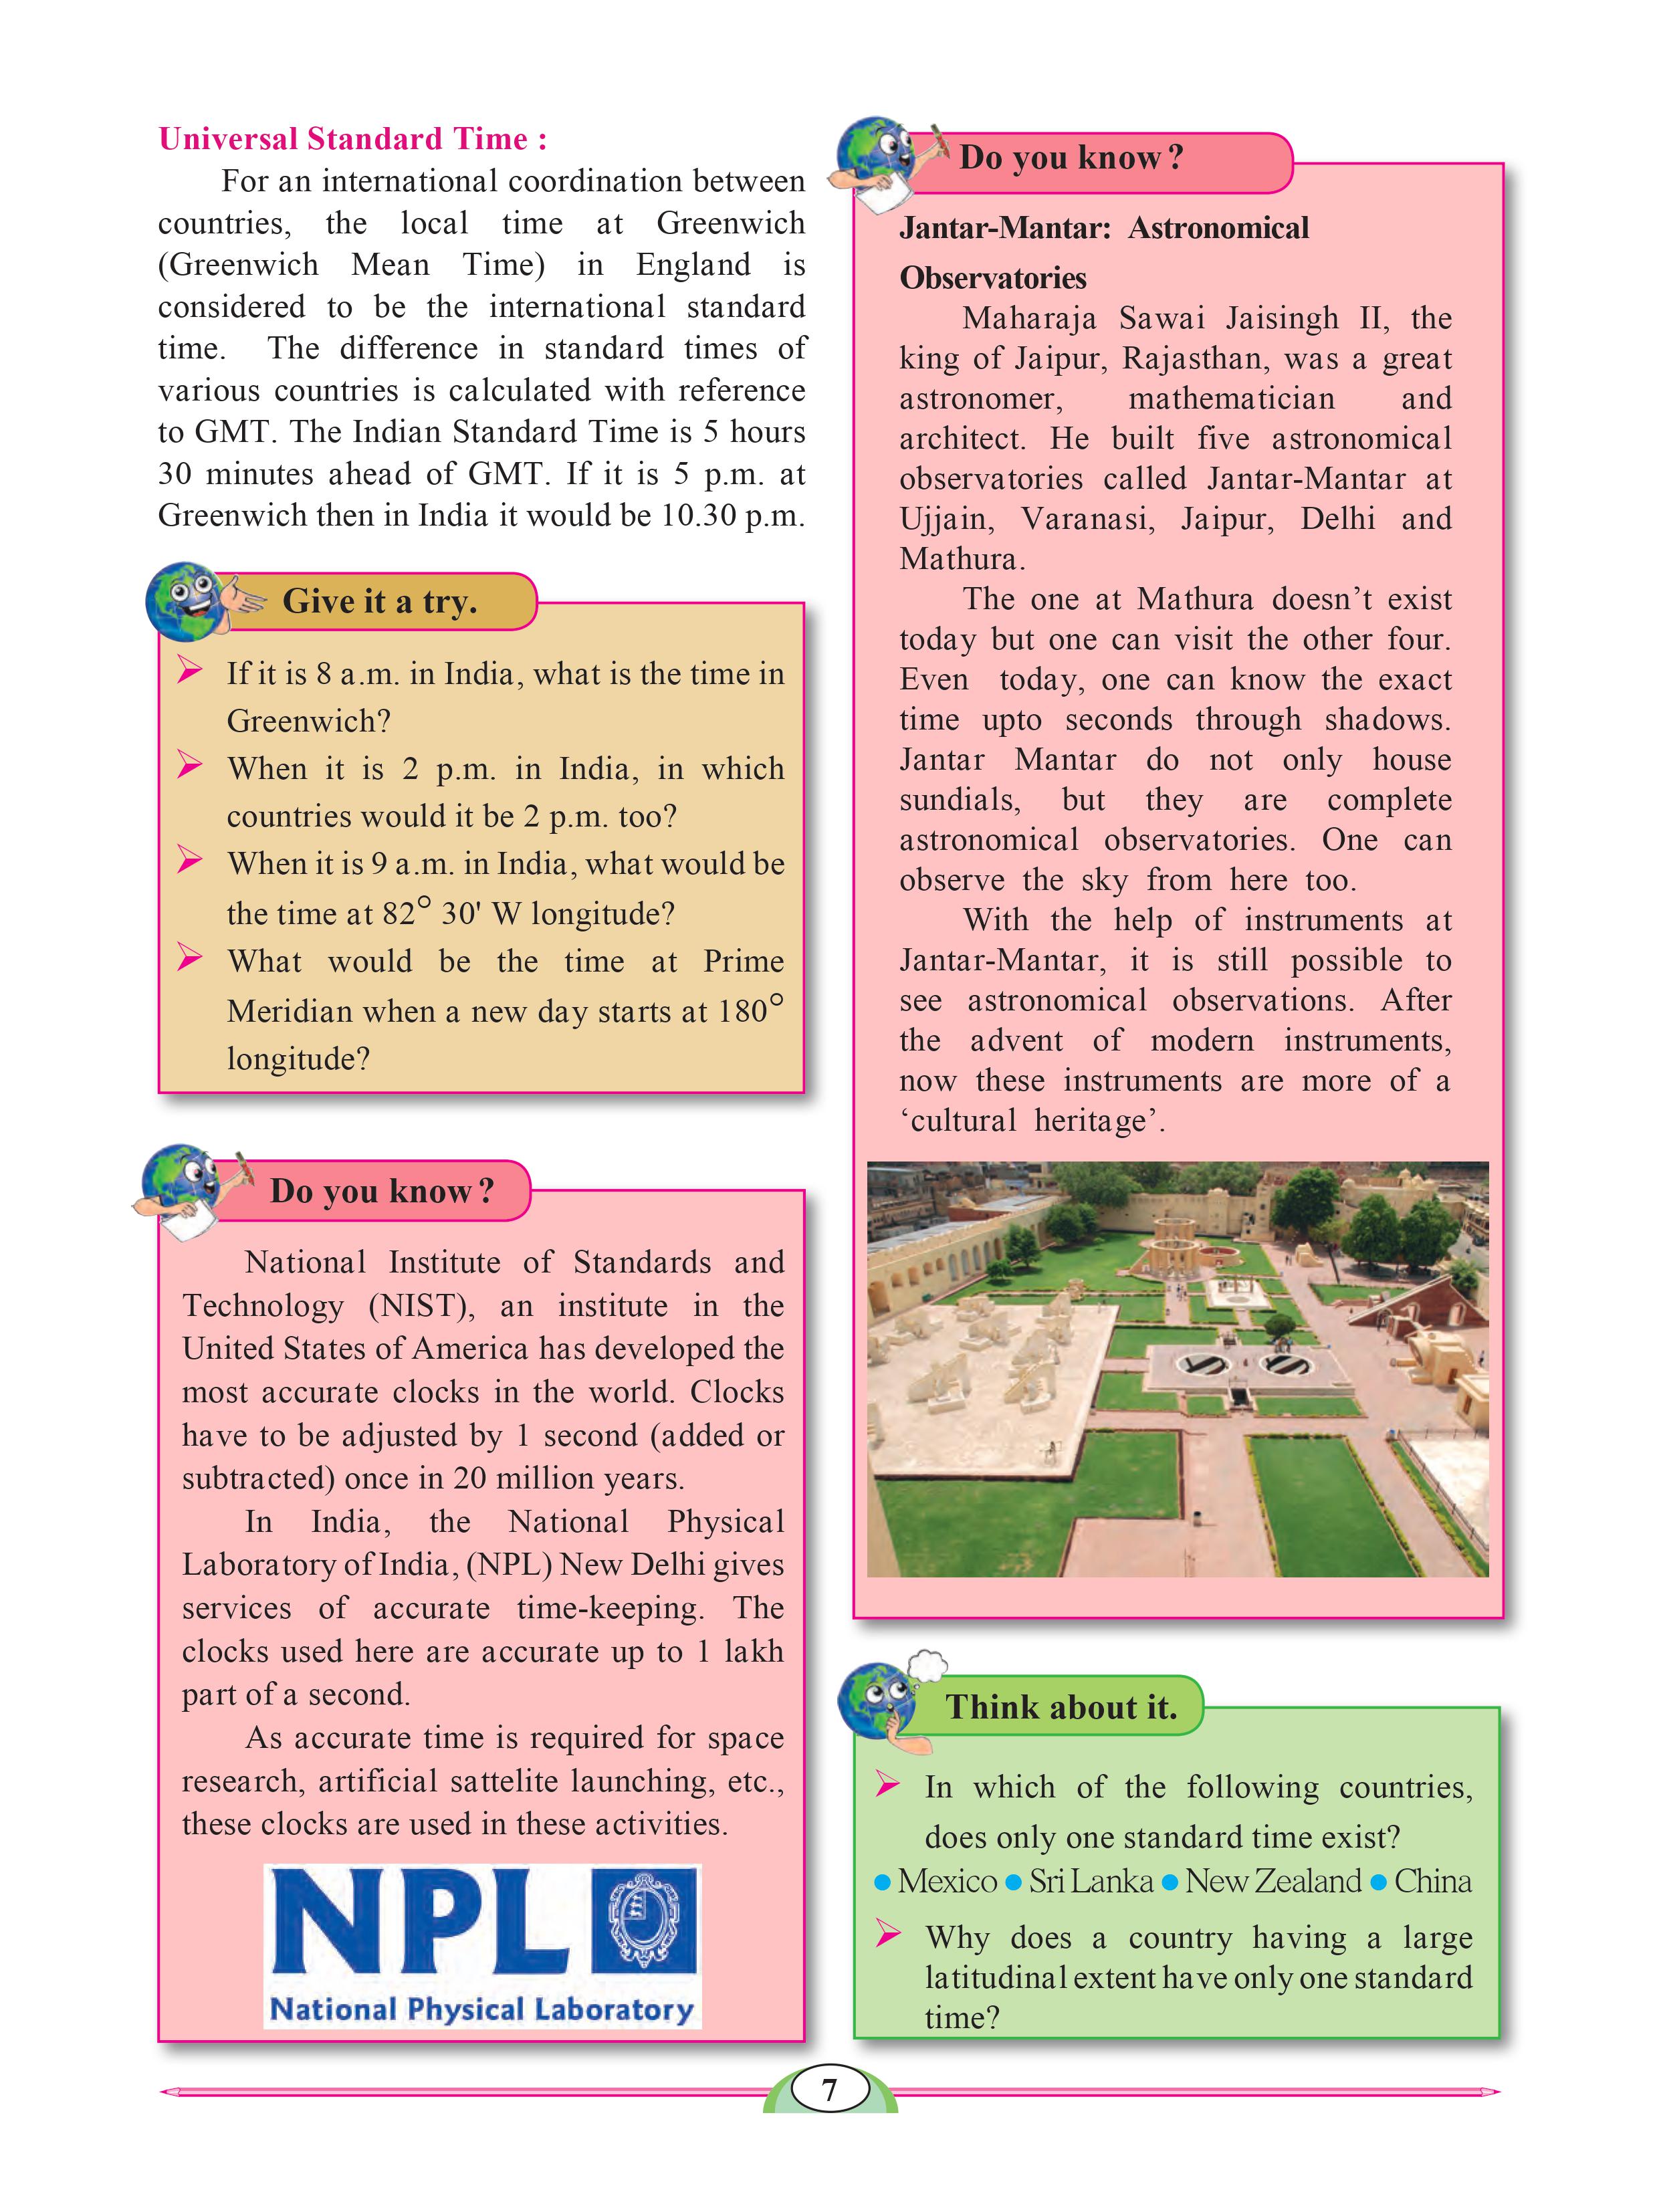 Universal Standard Time :
For an international coordination between
countries, the local time at Greenwich
(Greenwich Mean Time) in England is
considered to be the international standard
time. The difference in standard times of
various countries is calculated with reference
to GMT. The Indian Standard Time is 5 hours
30 minutes ahead of GMT. If it is 5 p.m. at
Greenwich then in India it would be 10.30 p.m.
Give it a try.
➢ If it is 8 a.m. in India, what is the time in
Greenwich?
➢ When it is 2 p.m. in India, in which
countries would it be 2 p.m. too?
➢ When it is 9 a.m. in India, what would be
the time at 82° 30' W longitude?
➢ What would be the time at Prime
Meridian when a new day starts at 180°
longitude?
Do you know?
National Institute of Standards and
Technology (NIST), an institute in the
United States of America has developed the
most accurate clocks in the world. Clocks
have to be adjusted by 1 second (added or
subtracted) once in 20 million years.
In India, the National Physical
Laboratory of India, (NPL) New Delhi gives
services of accurate time-keeping. The
clocks used here are accurate up to 1 lakh
part of a second.
As accurate time is required for space
research, artificial sattelite launching, etc.,
these clocks are used in these activities.
NPL
National Physical Laboratory
Do you know?
Jantar-Mantar: Astronomical
Observatories
Maharaja Sawai Jaisingh II, the
king of Jaipur, Rajasthan, was a great
astronomer, mathematician and
architect. He built five astronomical
observatories called Jantar-Mantar at
Ujjain, Varanasi, Jaipur, Delhi and
Mathura.
The one at Mathura doesn’t exist
today but one can visit the other four.
Even today, one can know the exact
time upto seconds through shadows.
Jantar Mantar do not only house
sundials, but they are complete
astronomical observatories. One can
observe the sky from here too.
With the help of instruments at
Jantar-Mantar, it is still possible to
see astronomical observations. After
the advent of modern instruments,
now these instruments are more of a
‘cultural heritage’.
Think about it.
➢ In which of the following countries,
does only one standard time exist?
● Mexico ● Sri Lanka ● New Zealand ● China
➢ Why does a country having a large
latitudinal extent have only one standard
time?
7